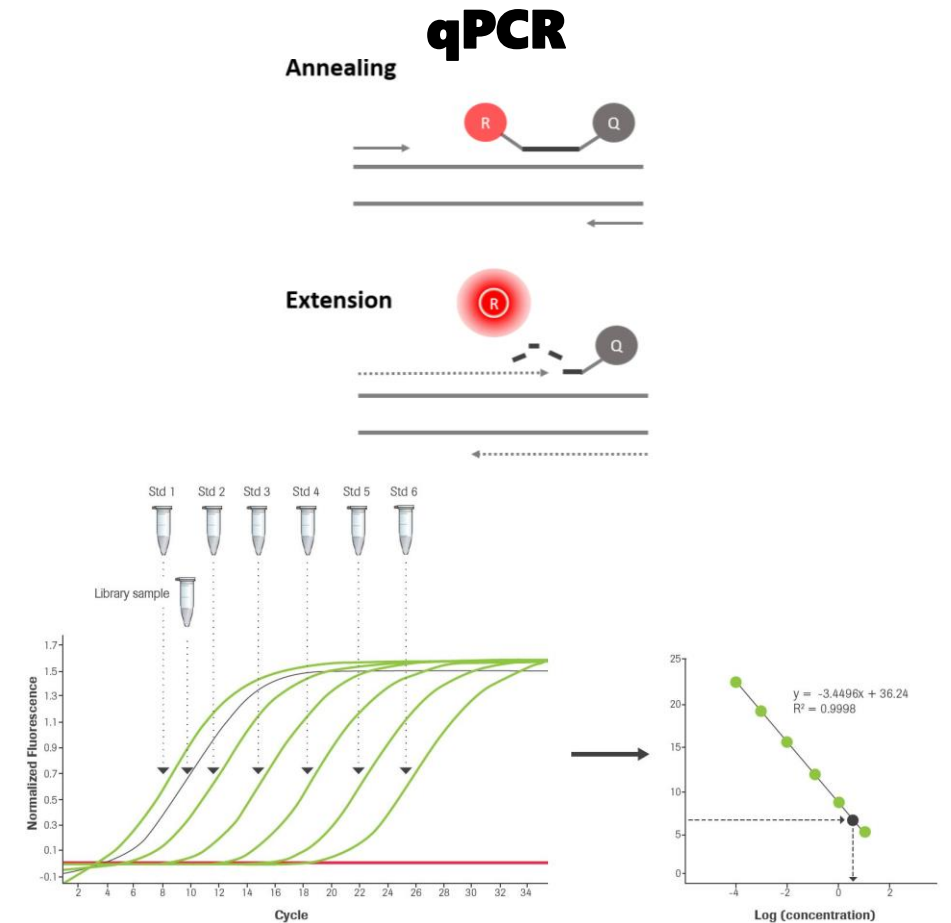 qPCR
Annealing
R
Q
Extension
R
Q
Std 1 Std 2 Std 3 Std 4 Std 5 Std 6
Library sample
Normalized Fluorescence
1.7
1.5
1.3
1.1
0.9
0.7
0.5
0.3
0.1
-0.1
2 4 6 8 10 12 14 16 18 20 22 24 26 28 30 32 34
Cycle
25
20
15
10
5
0
y = -3.4496x + 36.24
R² = 0.9998
-4 -2 0 2
Log (concentration)